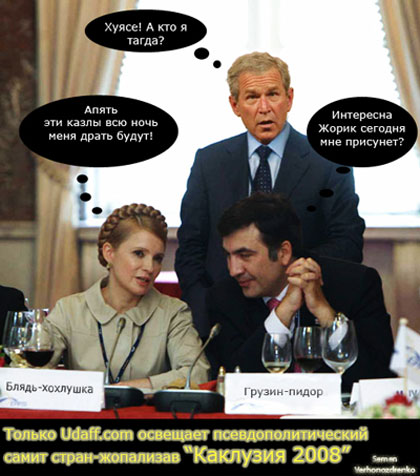 Хуясе! А кто я
тагда?
Апять
эти казлы всю ночь
меня драть будут!
Интересна
Жорик сегодня
мне присунет?
Блядь-хохлушка
Грузин-пидор
Только Udaff.com освещает псевдополитический
самит стран-жопализав "Каклузия 2008"
Semen
Verhonozdrenko